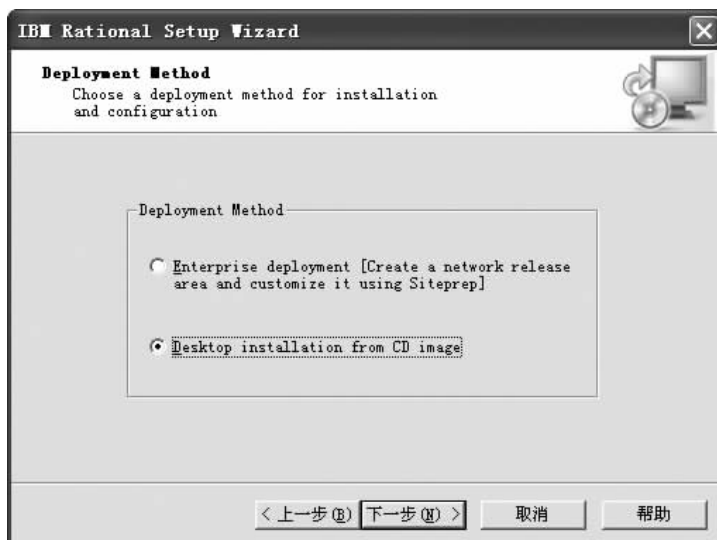 IBM Rational Setup Wizard
Deployment Method
Choose a deployment method for installation
and configuration
Deployment Method
Enterprise deployment [Create a network release
area and customize it using Siteprep]
Desktop installation from CD image
< 上一步(B)
下一步(N) >
取消
帮助